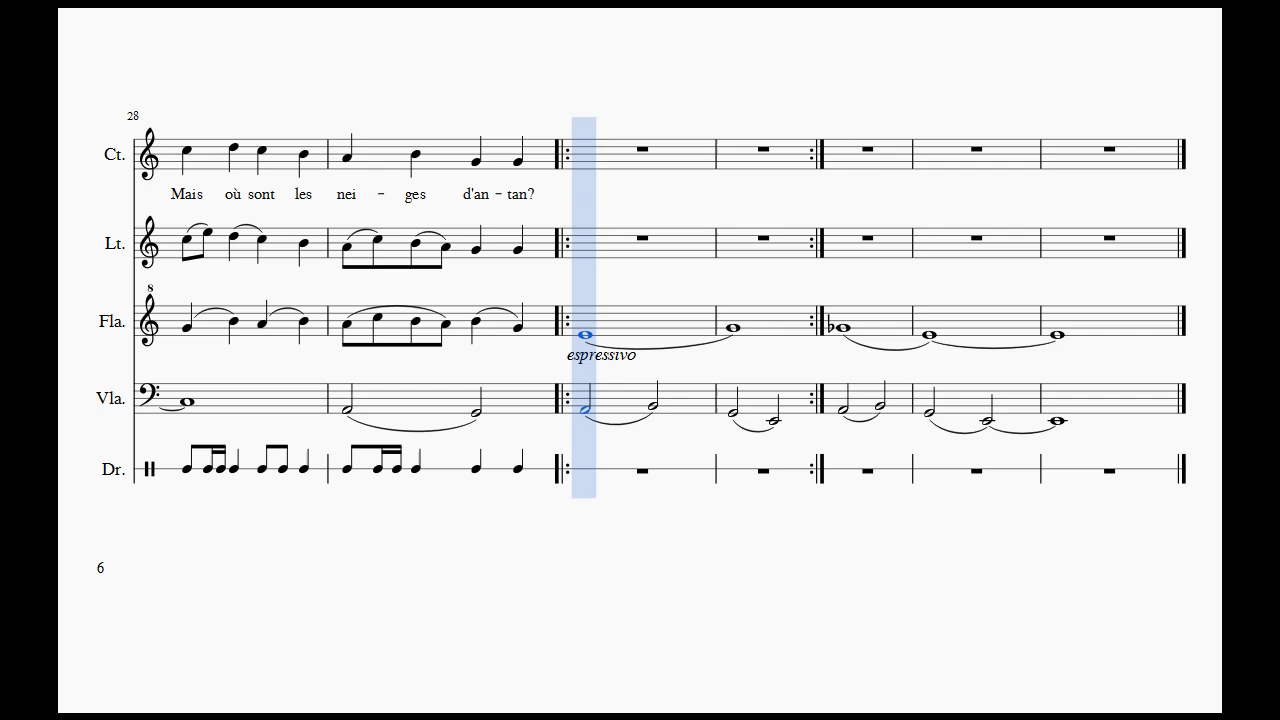 28
Ct.
Mais où sont les nei - ges d'an - tan?
Lt.
8
Fla.
espressivo
Vla.
Dr.
6